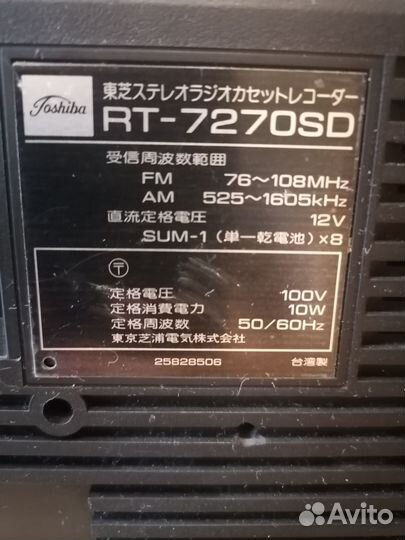 Toshiba
東芝ステレオラジオカセットレコーダー
RT-7270SD
受信周波数範囲
FM 76～108MHz
AM 525～1605kHz
直流定格電圧 12V
SUM-1 (単一乾電池) ×8
〒
定格電圧 100V
定格消費電力 10W
定格周波数 50/60Hz
東京芝浦電気株式会社
25828506 台湾製
Avito